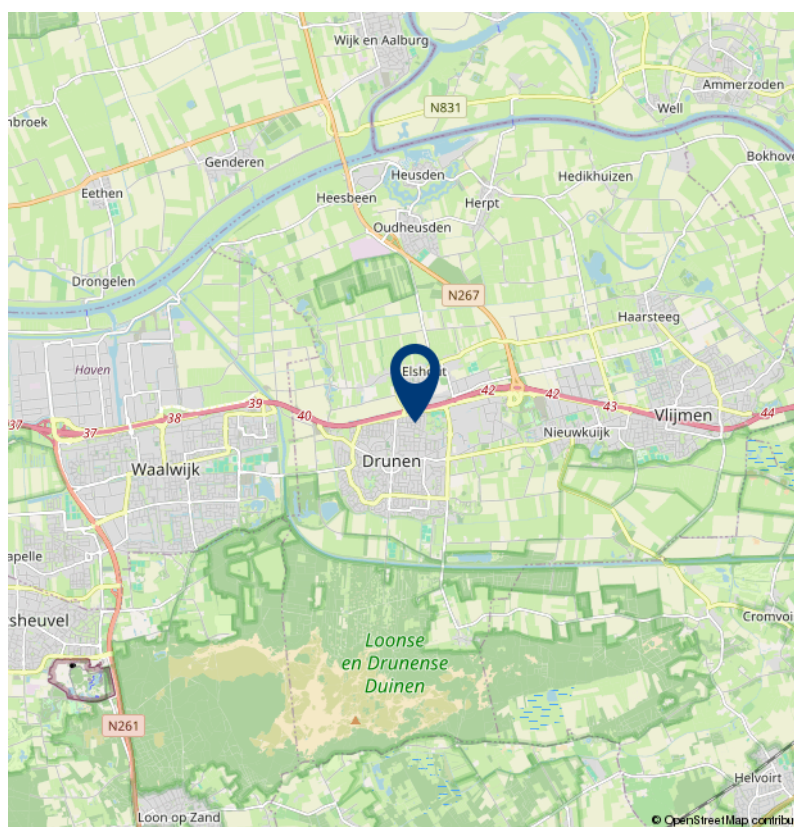 Wijk en Aalburg
Ammerzoden
N831
Well
nbroek
Genderen
Bokhove
Heusden
Hedikhuizen
Eethen
Heesbeen
Herpt
Oudheusden
Drongelen
N267
Haarsteeg
Haven
Elshout
42
42
39
43
37
38
40
44
37
Vlijmen
Nieuwkuijk
Waalwijk
Drunen
apelle
rsheuvel
Cromvoi
Loonse
en Drunense
Duinen
N261
Helvoirt
Loon op Zand
© OpenStreetMap contribu